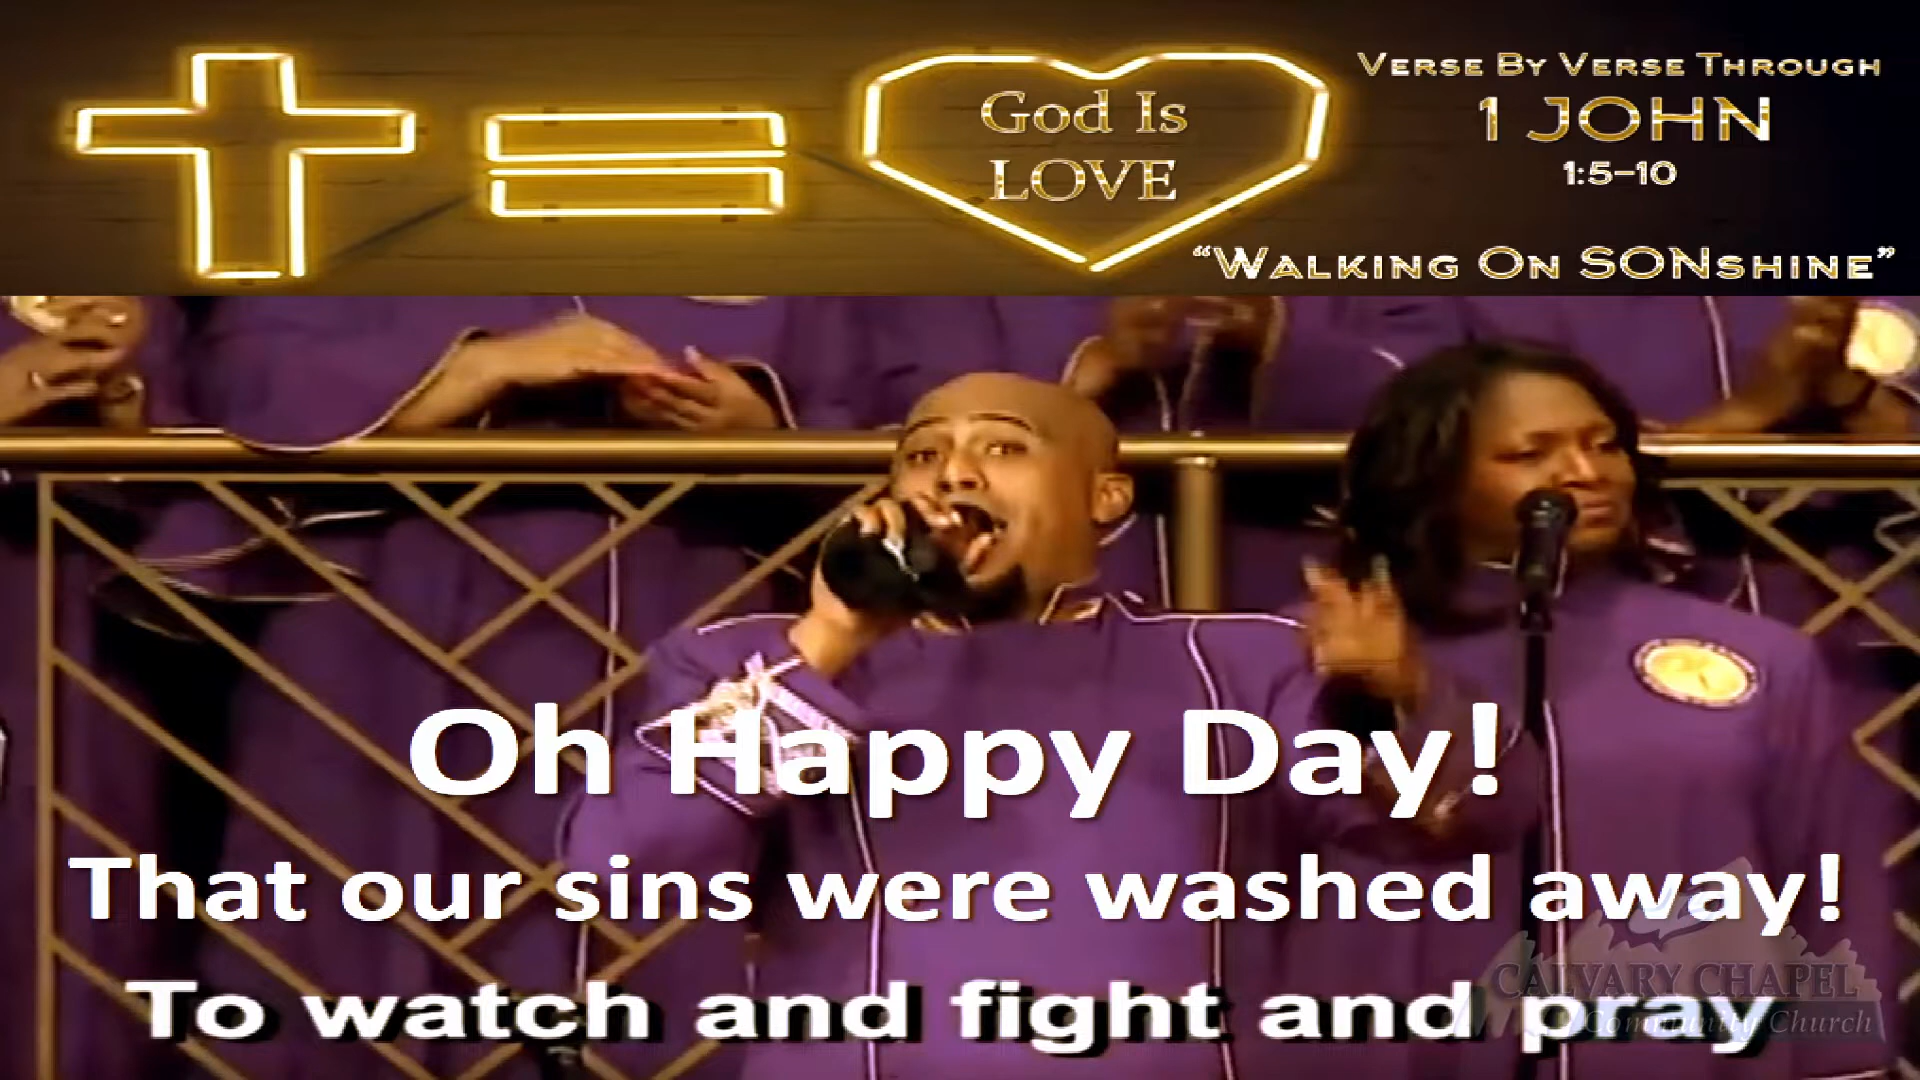 God Is
LOVE
VERSE BY VERSE THROUGH
1 JOHN
1:5–10
“WALKING ON SONSHINE”
Oh Happy Day!
That our sins were washed away!
To watch and fight and pray
CALVARY CHAPEL
Community Church